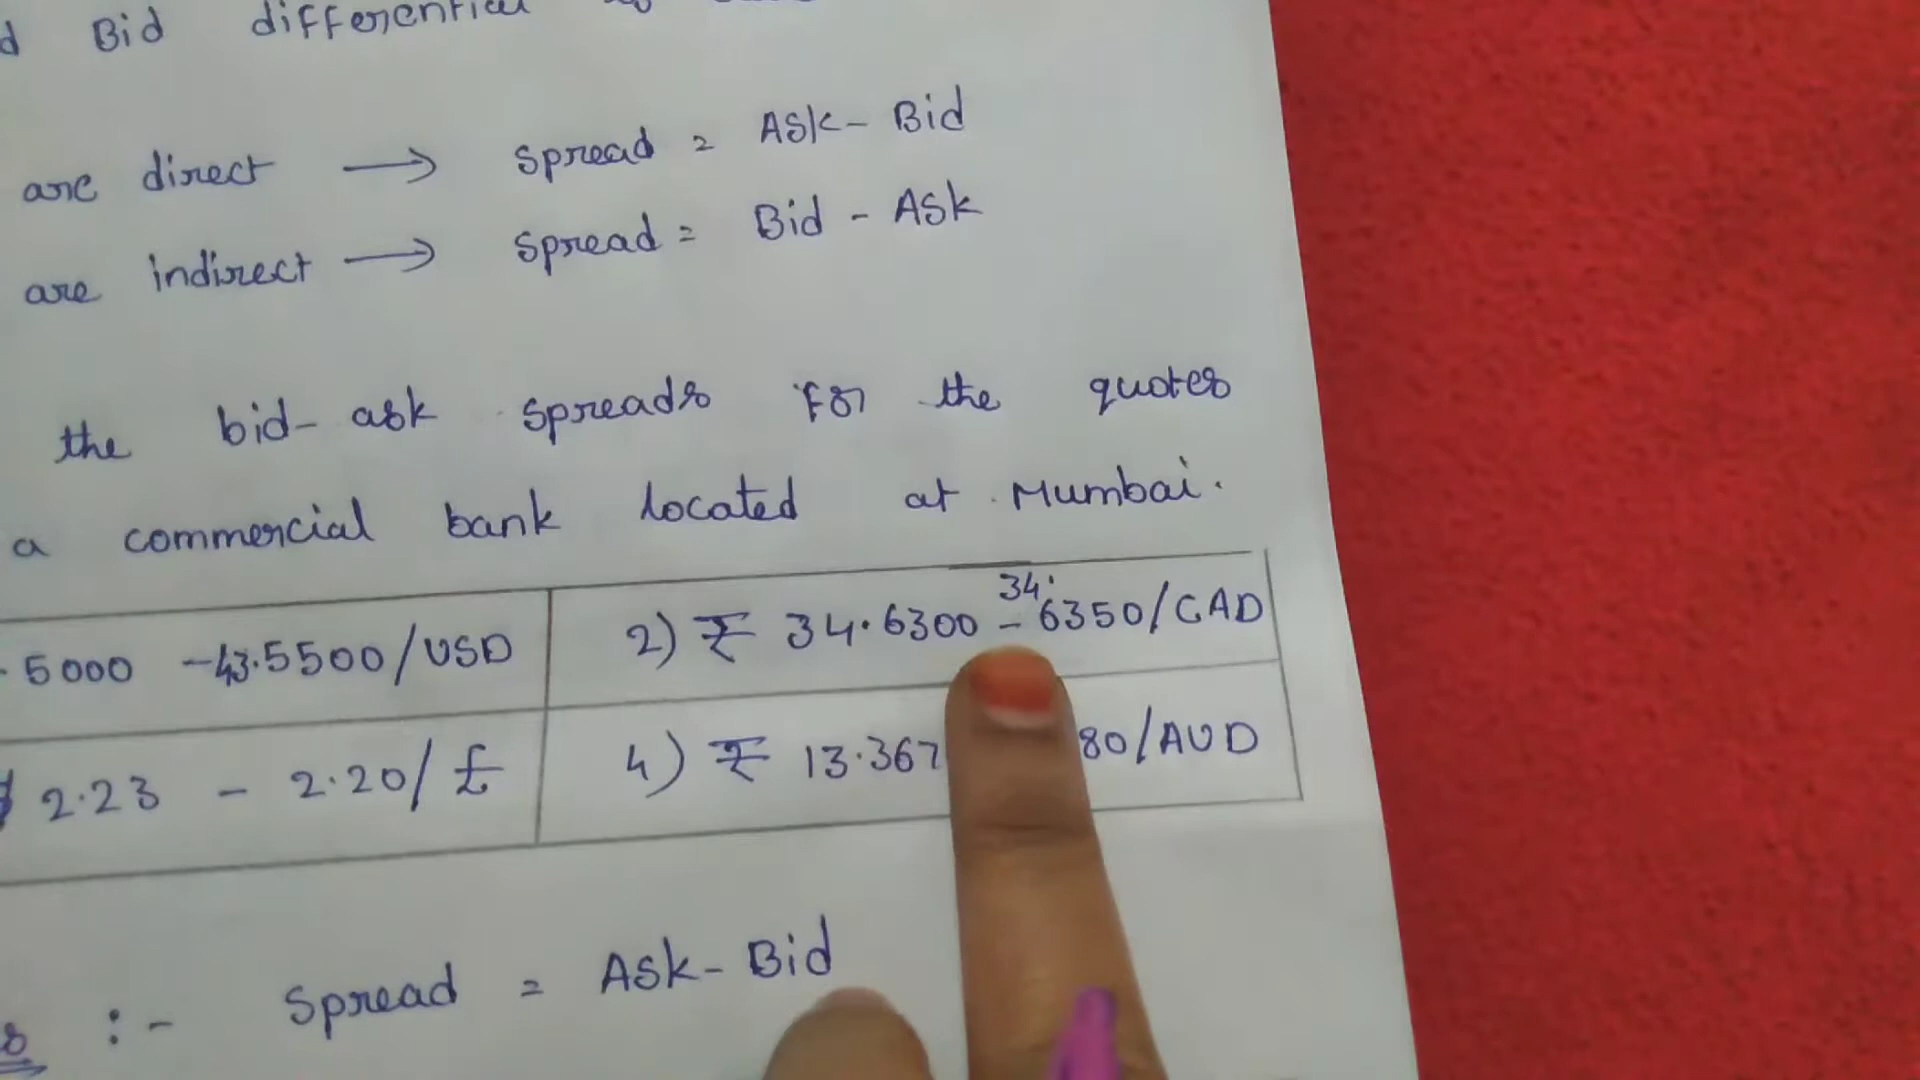 Bid differential
are direct → spread = Ask - Bid
are indirect → spread = Bid - Ask
the bid-ask spreads for the quotes
a commercial bank located at Mumbai.
.5000 - 43.5500/USD 2) ₹ 34.6300 - 34.6350/CAD
2.23 - 2.20/£ 4) ₹ 13.367 80/AUD
:- Spread = Ask - Bid